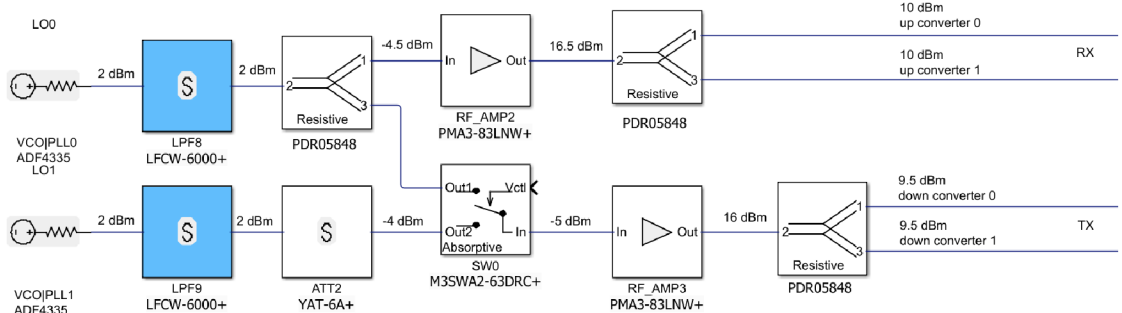 LO0
2 dBm
2 dBm
-4.5 dBm
16.5 dBm
10 dBm
up converter 0
10 dBm
up converter 1
RX
S
2
1
3
Resistive
In
Out
2
1
3
Resistive
VCO|PLL0
ADF4335
LPF8
LFCW-6000+
PDR05848
RF_AMP2
PMA3-83LNW+
PDR05848
LO1
2 dBm
2 dBm
-4 dBm
-5 dBm
16 dBm
9.5 dBm
down converter 0
9.5 dBm
down converter 1
TX
S
S
Out1
Vctl
Out2
In
Absorptive
In
Out
2
1
3
Resistive
VCO|PLL1
ADF4335
LPF9
LFCW-6000+
ATT2
YAT-6A+
SW0
M3SWA2-63DRC+
RF_AMP3
PMA3-83LNW+
PDR05848